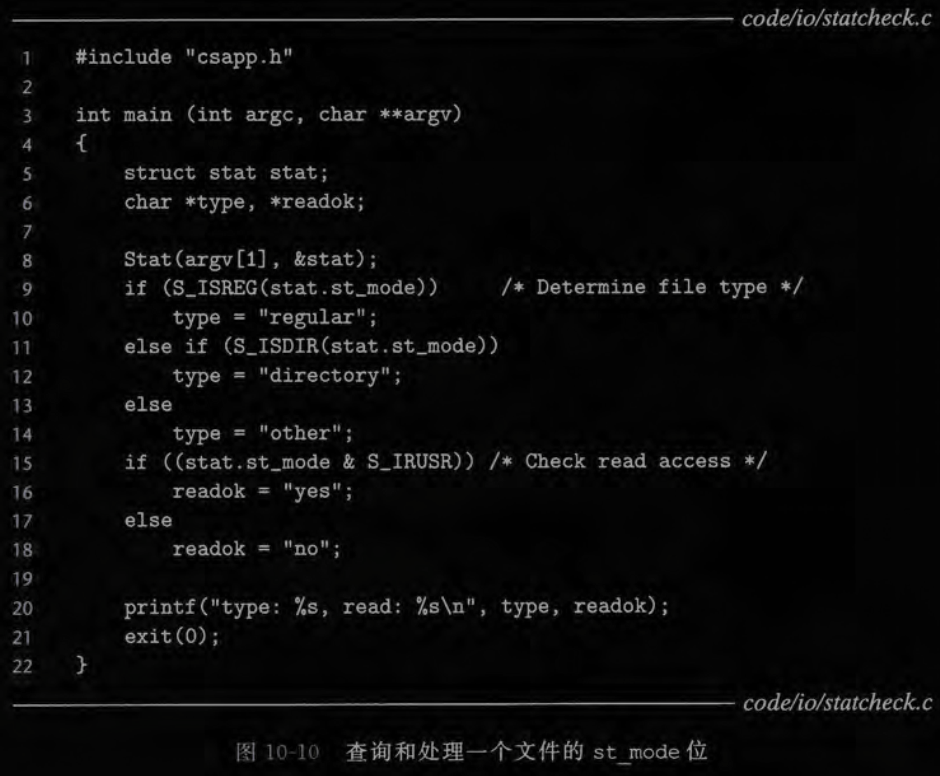 code/io/statcheck.c
1 #include "csapp.h"
2
3 int main (int argc, char **argv)
4 {
5     struct stat stat;
6     char *type, *readok;
7
8     Stat(argv[1], &stat);
9     if (S_ISREG(stat.st_mode))     /* Determine file type */
10         type = "regular";
11     else if (S_ISDIR(stat.st_mode))
12         type = "directory";
13     else
14         type = "other";
15     if ((stat.st_mode & S_IRUSR)) /* Check read access */
16         readok = "yes";
17     else
18         readok = "no";
19
20     printf("type: %s, read: %s\n", type, readok);
21     exit(0);
22 }
code/io/statcheck.c
图 10-10 查询和处理一个文件的 st_mode 位